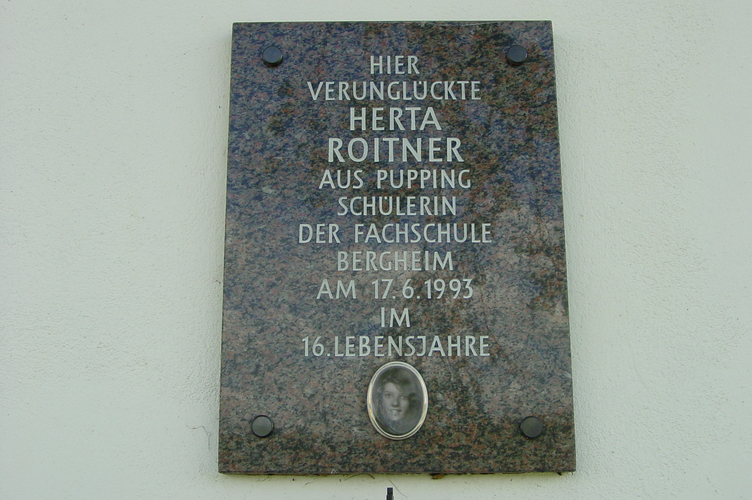 HIER
VERUNGLÜCKTE
HERTA
ROITNER
AUS PUPPING
SCHÜLERIN
DER FACHSCHULE
BERGHEIM
AM 17.6.1993
IM
16.LEBENSJAHRE